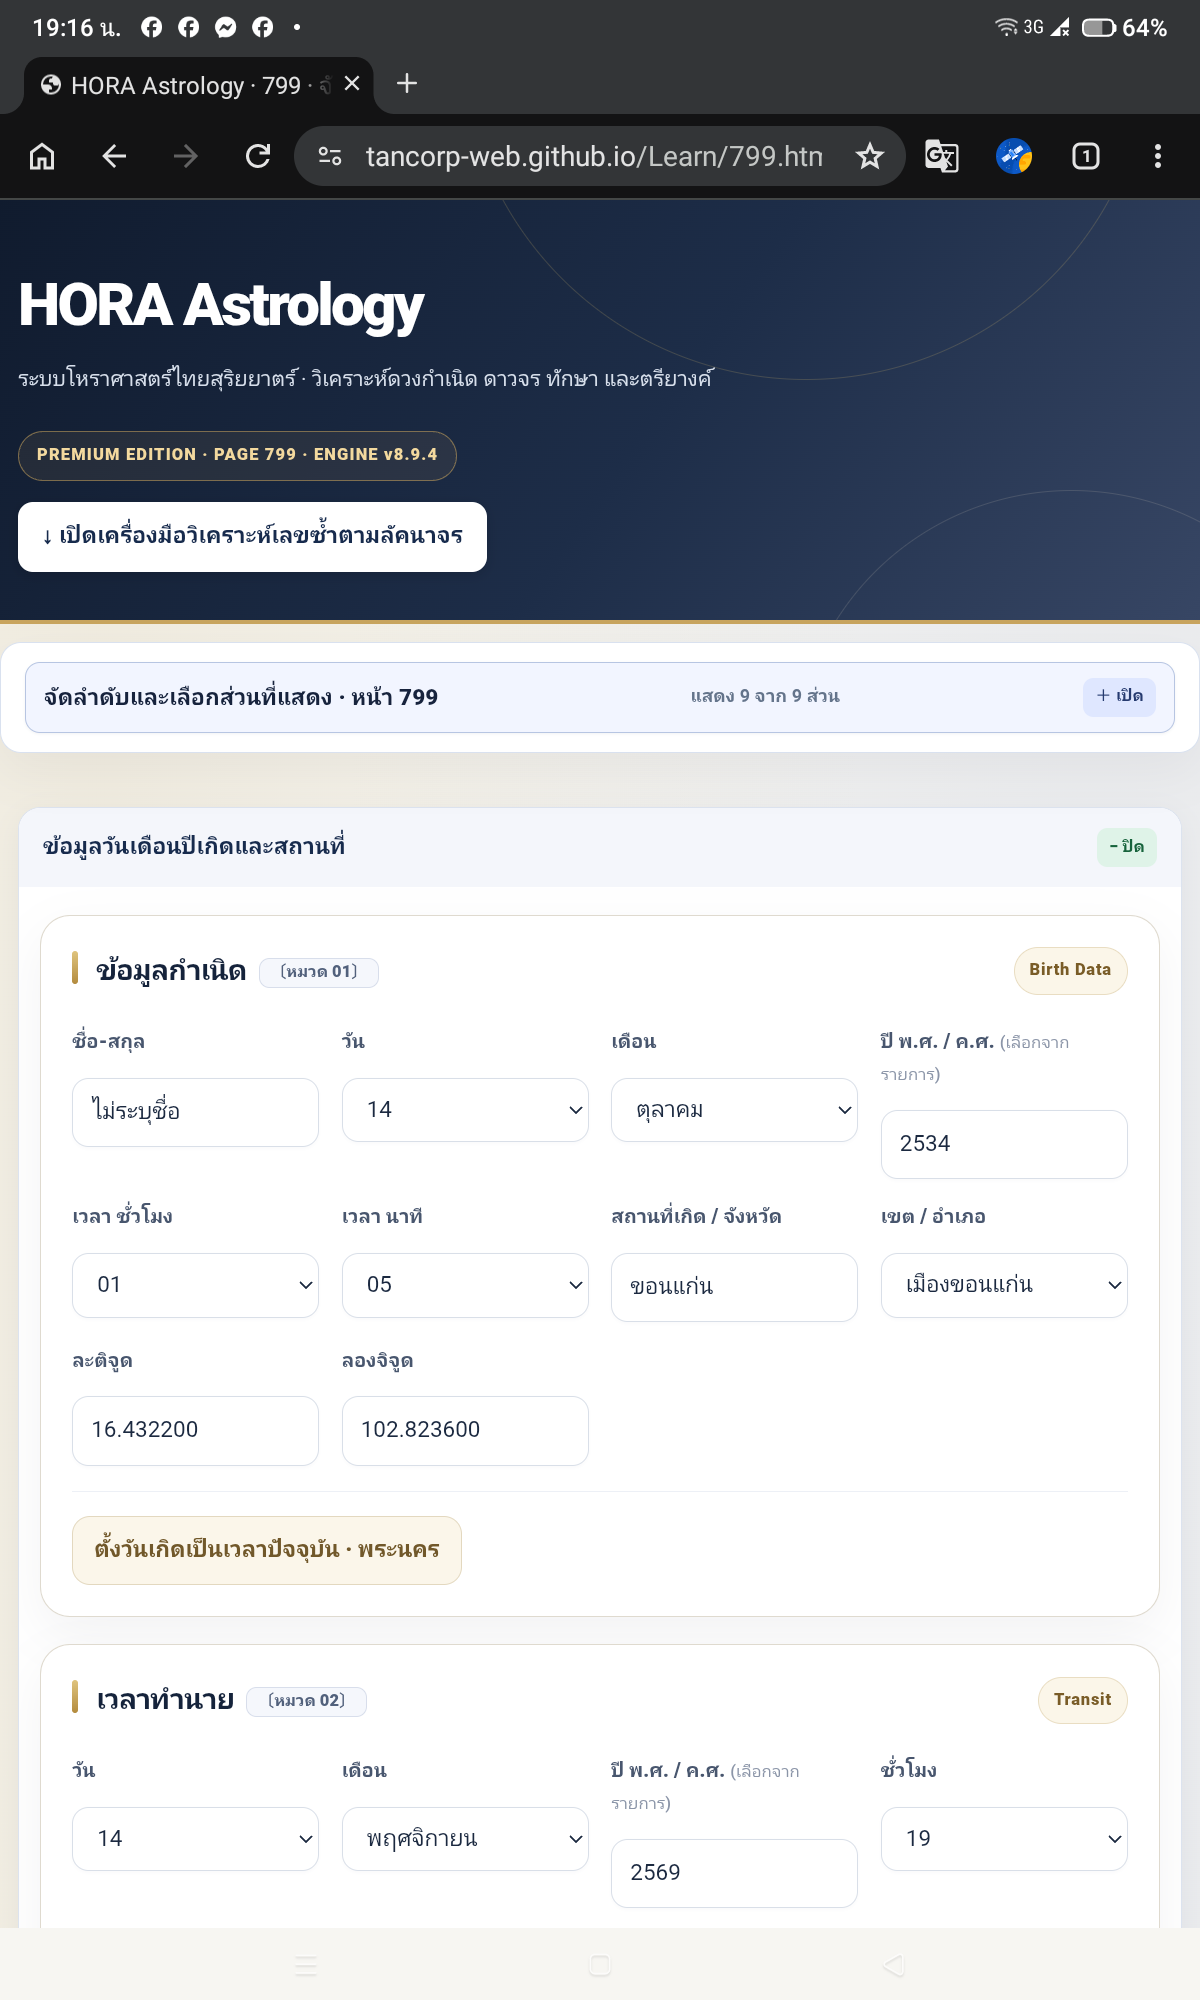 19:16 น.
3G 64%
HORA Astrology · 799 ·
tancorp-web.github.io/Learn/799.htm
1
HORA Astrology
ระบบโหราศาสตร์ไทยสุริยยาตร์ · วิเคราะห์ดวงกำเนิด ดาวจร ทักษา และตรียางค์
PREMIUM EDITION · PAGE 799 · ENGINE v8.9.4
↓ เปิดเครื่องมือวิเคราะห์เลขซ้ำตามลัคนาจร
จัดลำดับและเลือกส่วนที่แสดง · หน้า 799 แสดง 9 จาก 9 ส่วน + เปิด
ข้อมูลวันเดือนปีเกิดและสถานที่ − ปิด
ข้อมูลกำเนิด 〔หมวด 01〕 Birth Data
ชื่อ-สกุล วัน เดือน ปี พ.ศ. / ค.ศ. (เลือกจาก
รายการ)
ไม่ระบุชื่อ 14 ตุลาคม 2534
เวลา ชั่วโมง เวลา นาที สถานที่เกิด / จังหวัด เขต / อำเภอ
01 05 ขอนแก่น เมืองขอนแก่น
ละติจูด ลองจิจูด
16.432200 102.823600
ตั้งวันเกิดเป็นเวลาปัจจุบัน · พระนคร
เวลาทำนาย 〔หมวด 02〕 Transit
วัน เดือน ปี พ.ศ. / ค.ศ. (เลือกจาก ชั่วโมง
รายการ)
14 พฤศจิกายน 2569 19